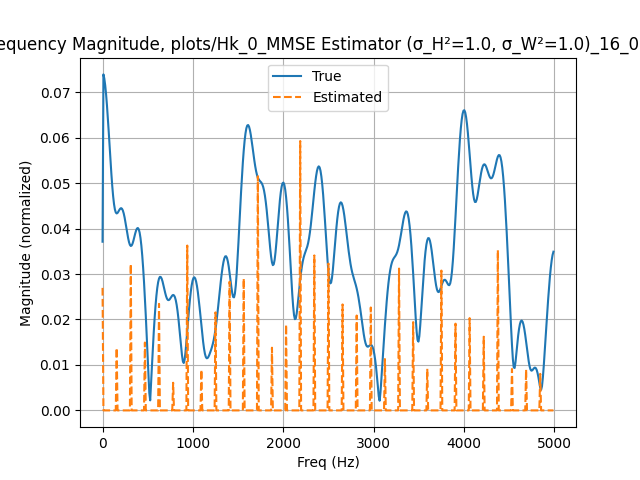 equency Magnitude, plots/Hk_0_MMSE Estimator (σ_H²=1.0, σ_W²=1.0)_16_0
True
Estimated
Magnitude (normalized)
0.07
0.06
0.05
0.04
0.03
0.02
0.01
0.00
0 1000 2000 3000 4000 5000
Freq (Hz)